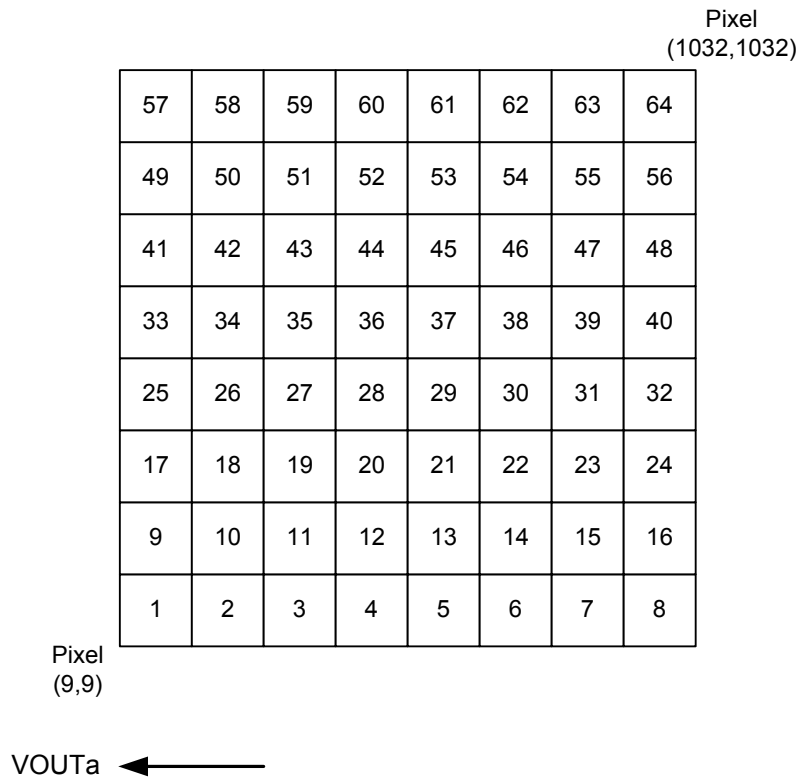 Pixel
(1032,1032)
57 58 59 60 61 62 63 64
49 50 51 52 53 54 55 56
41 42 43 44 45 46 47 48
33 34 35 36 37 38 39 40
25 26 27 28 29 30 31 32
17 18 19 20 21 22 23 24
9 10 11 12 13 14 15 16
1 2 3 4 5 6 7 8
Pixel
(9,9)
VOUTa